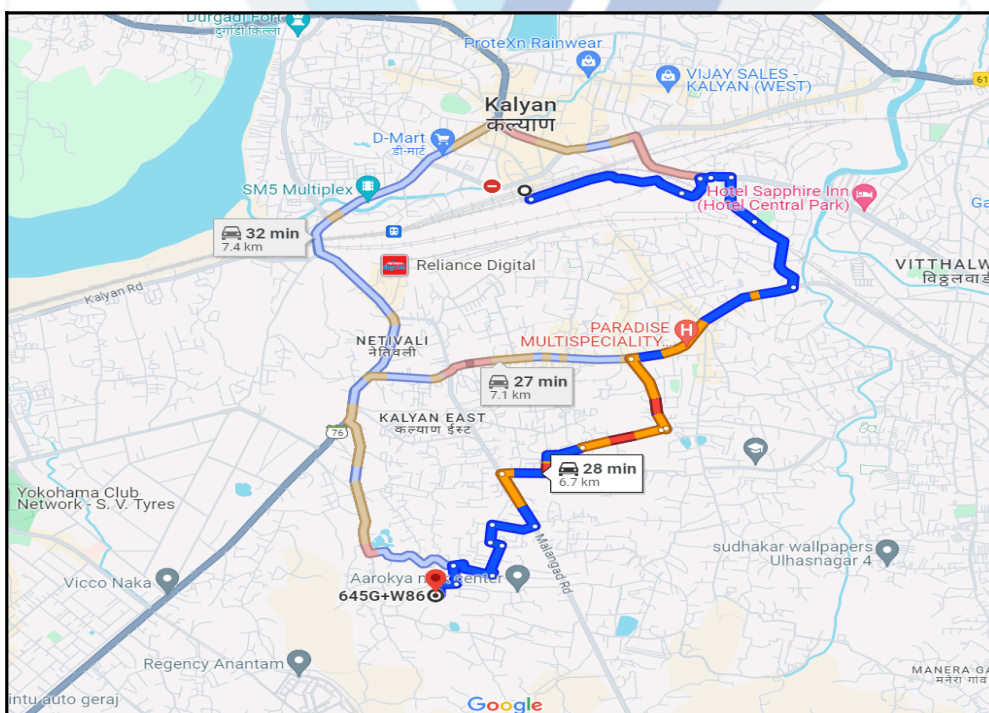 Durgadi Fort
दुर्गाडी किल्ला
ProteXn Rainwear
VIJAY SALES -
KALYAN (WEST)
61
Kalyan
कल्याण
D-Mart
डी-मार्ट
SM5 Multiplex
Hotel Sapphire Inn
(Hotel Central Park)
Ga
32 min
7.4 km
Reliance Digital
VITTHALW
विठ्ठलवाडी
Kalyan Rd
PARADISE
MULTISPECIALITY...
H
NETIVALI
नेतिवली
27 min
7.1 km
KALYAN EAST
कल्याण ईस्ट
76
28 min
6.7 km
Yokohama Club
Network - S. V. Tyres
Malangad Rd
sudhakar wallpapers
Ulhasnagar 4
Vicco Naka
Aarokya
center
645G+W86
Regency Anantam
MANERA GA
मनेरा गाव
intu auto geraj
Google